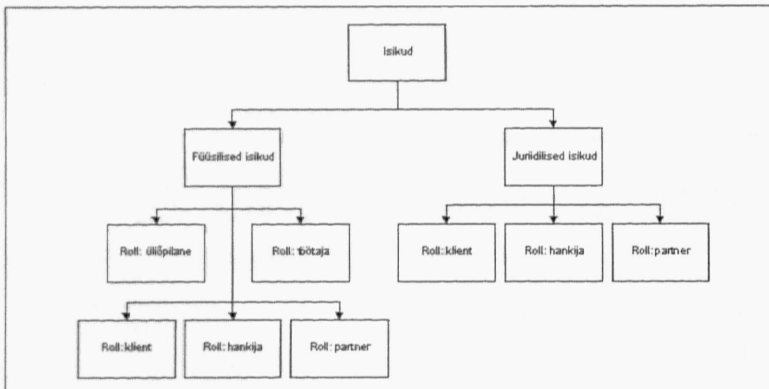 Isikud
Füüsilised isikud
Juriidilised isikud
Roll: üliõpilane
Roll: töötaja
Roll: klient
Roll: hankija
Roll: partner
Roll: klient
Roll: hankija
Roll: partner